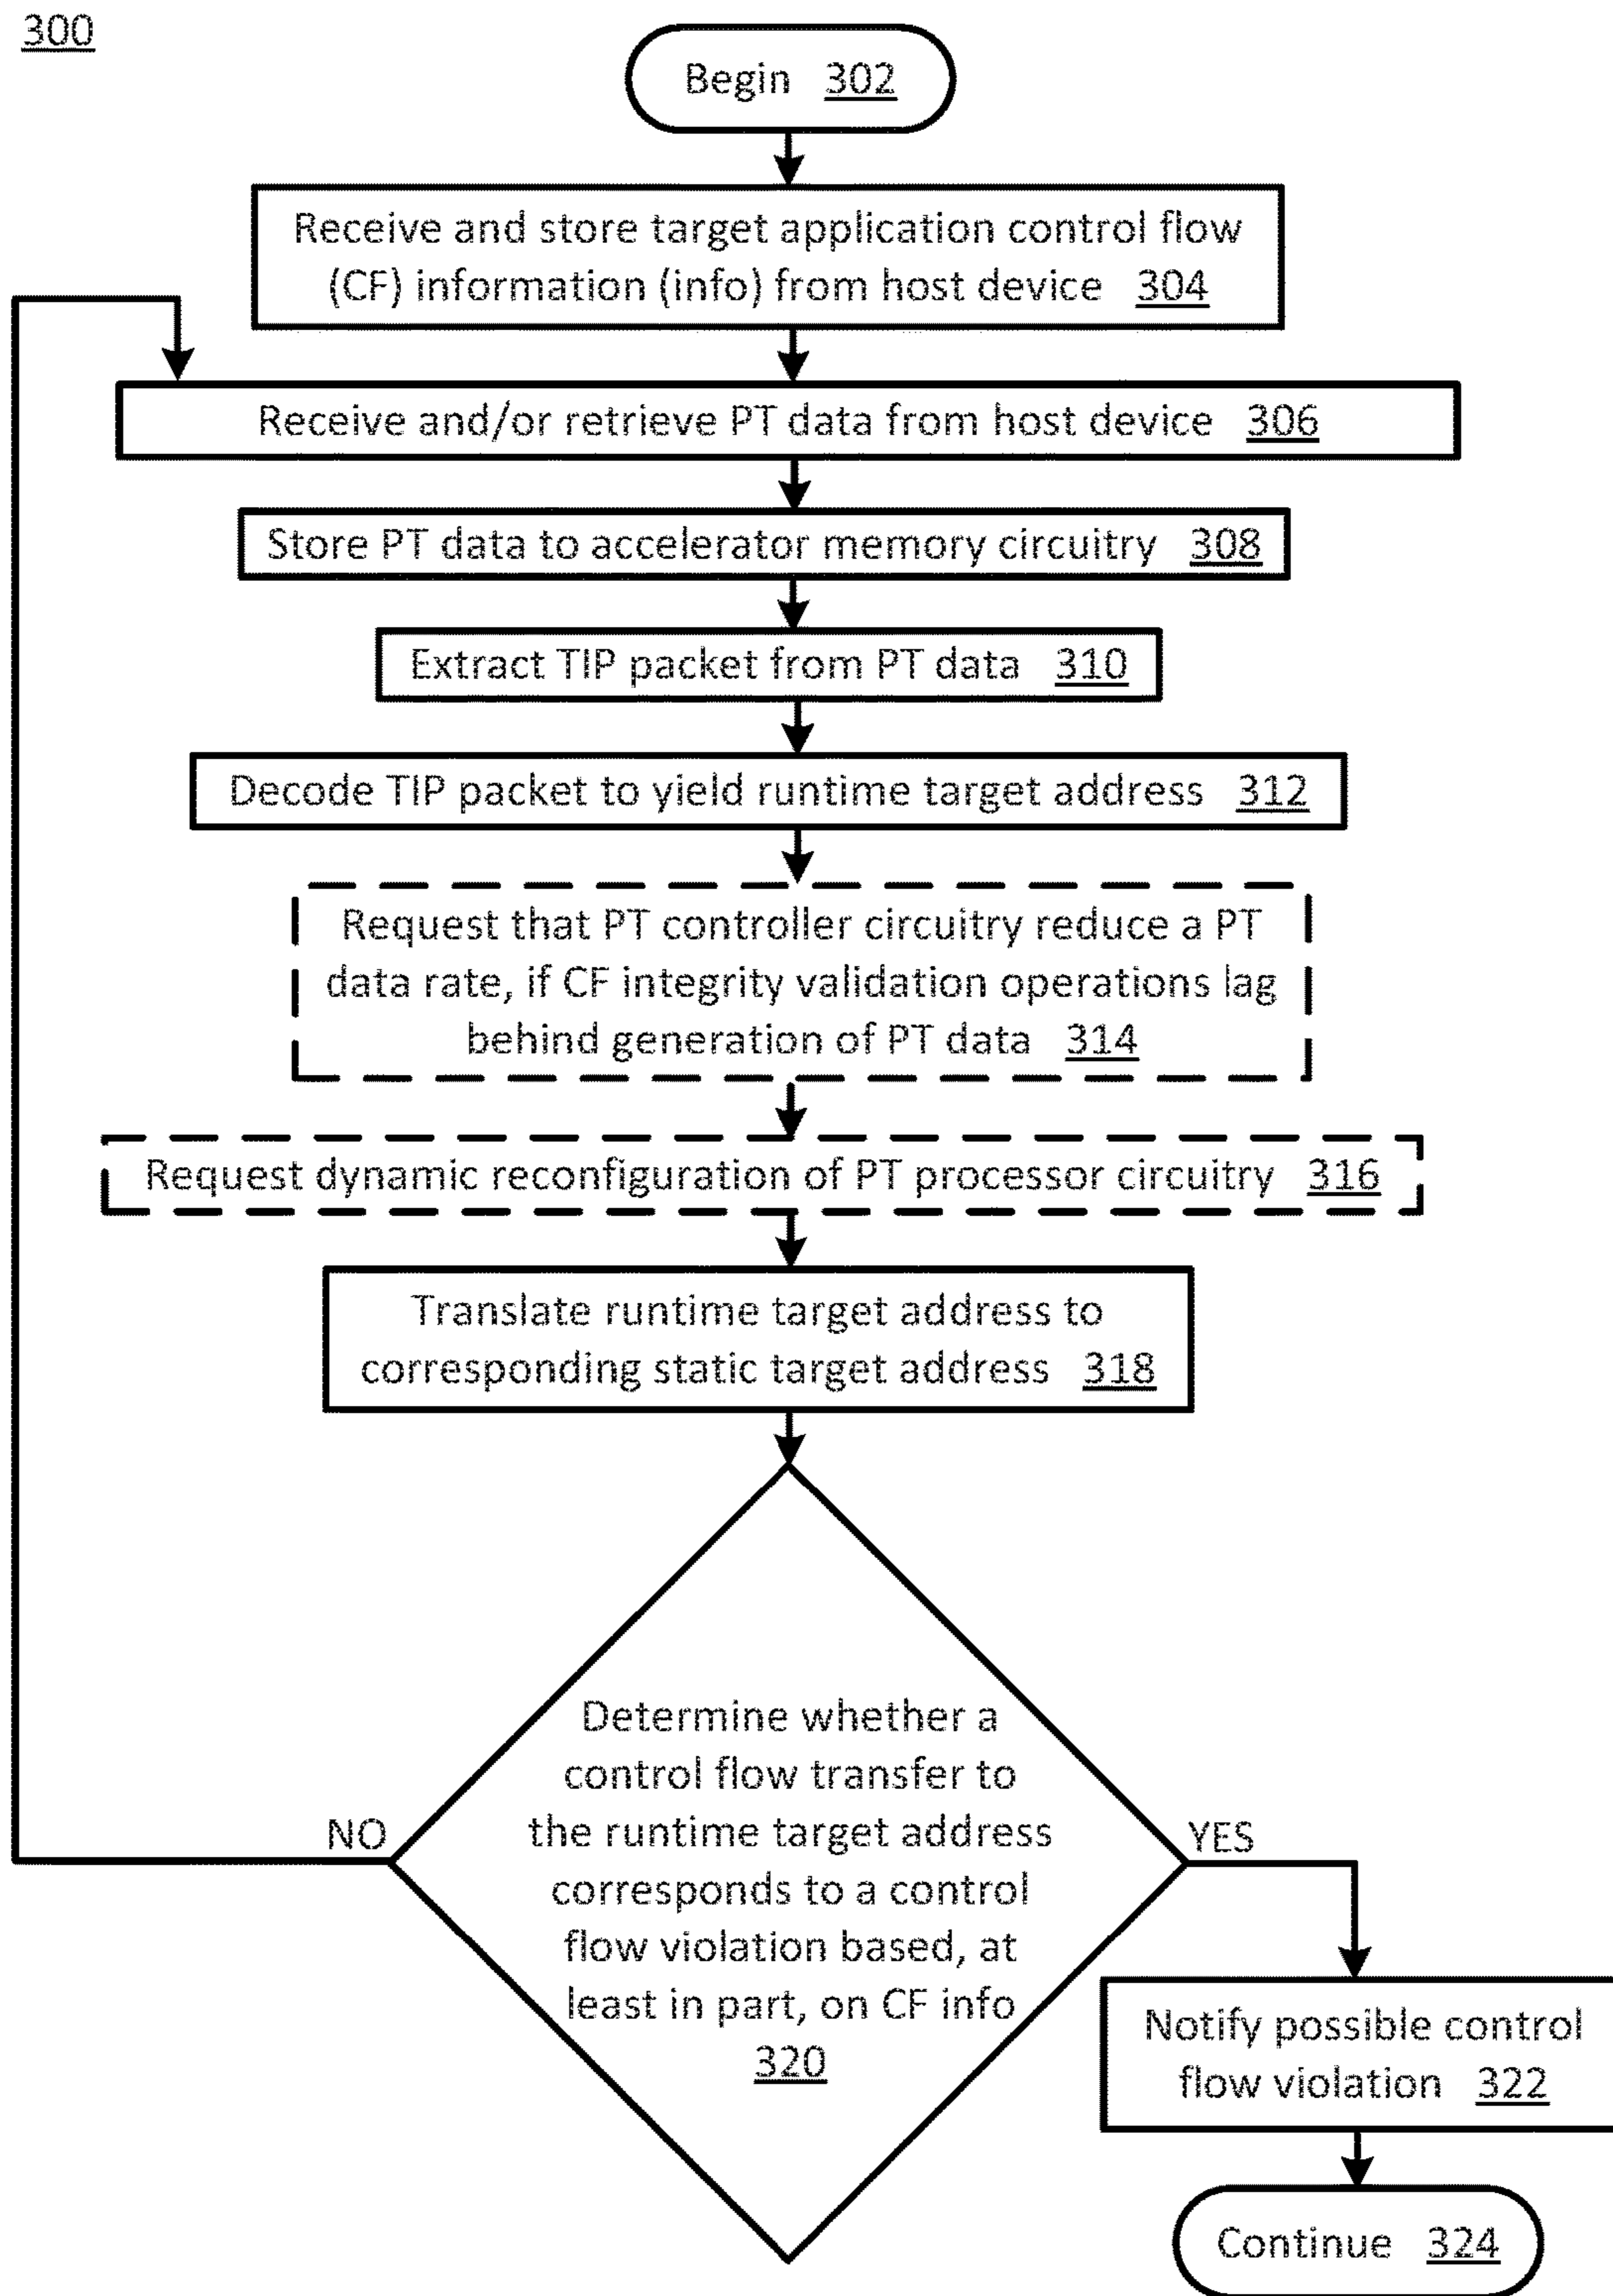 300
Begin 302
Receive and store target application control flow
(CF) information (info) from host device 304
Receive and/or retrieve PT data from host device 306
Store PT data to accelerator memory circuitry 308
Extract TIP packet from PT data 310
Decode TIP packet to yield runtime target address 312
Request that PT controller circuitry reduce a PT
data rate, if CF integrity validation operations lag
behind generation of PT data 314
Request dynamic reconfiguration of PT processor circuitry 316
Translate runtime target address to
corresponding static target address 318
Determine whether a
control flow transfer to
the runtime target address
corresponds to a control
flow violation based, at
least in part, on CF info
320
NO
YES
Notify possible control
flow violation 322
Continue 324